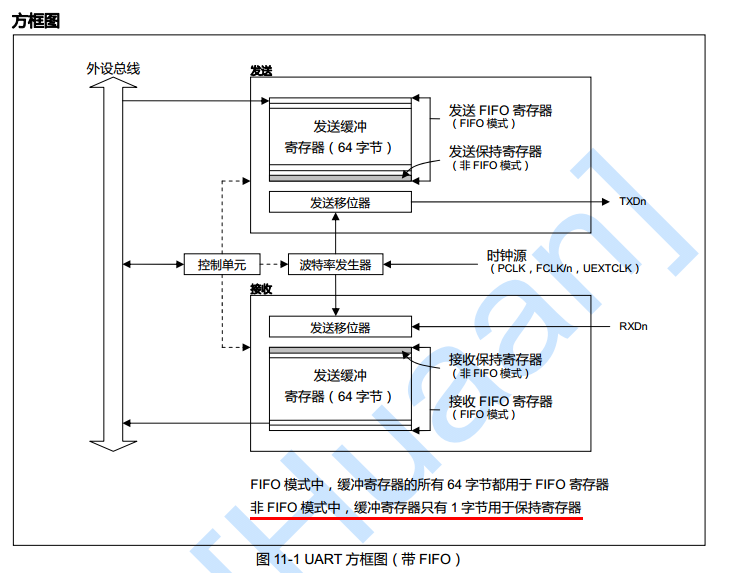 方框图
外设总线
发送
发送缓冲
寄存器（64 字节）
发送 FIFO 寄存器
（FIFO 模式）
发送保持寄存器
（非 FIFO 模式）
发送移位器
TXDn
控制单元
波特率发生器
时钟源
（PCLK，FCLK/n，UEXTCLK）
接收
发送移位器
RXDn
接收保持寄存器
（非 FIFO 模式）
发送缓冲
寄存器（64 字节）
接收 FIFO 寄存器
（FIFO 模式）
FIFO 模式中，缓冲寄存器的所有 64 字节都用于 FIFO 寄存器
非 FIFO 模式中，缓冲寄存器只有 1 字节用于保持寄存器
图 11-1 UART 方框图（带 FIFO）
[Huaan]